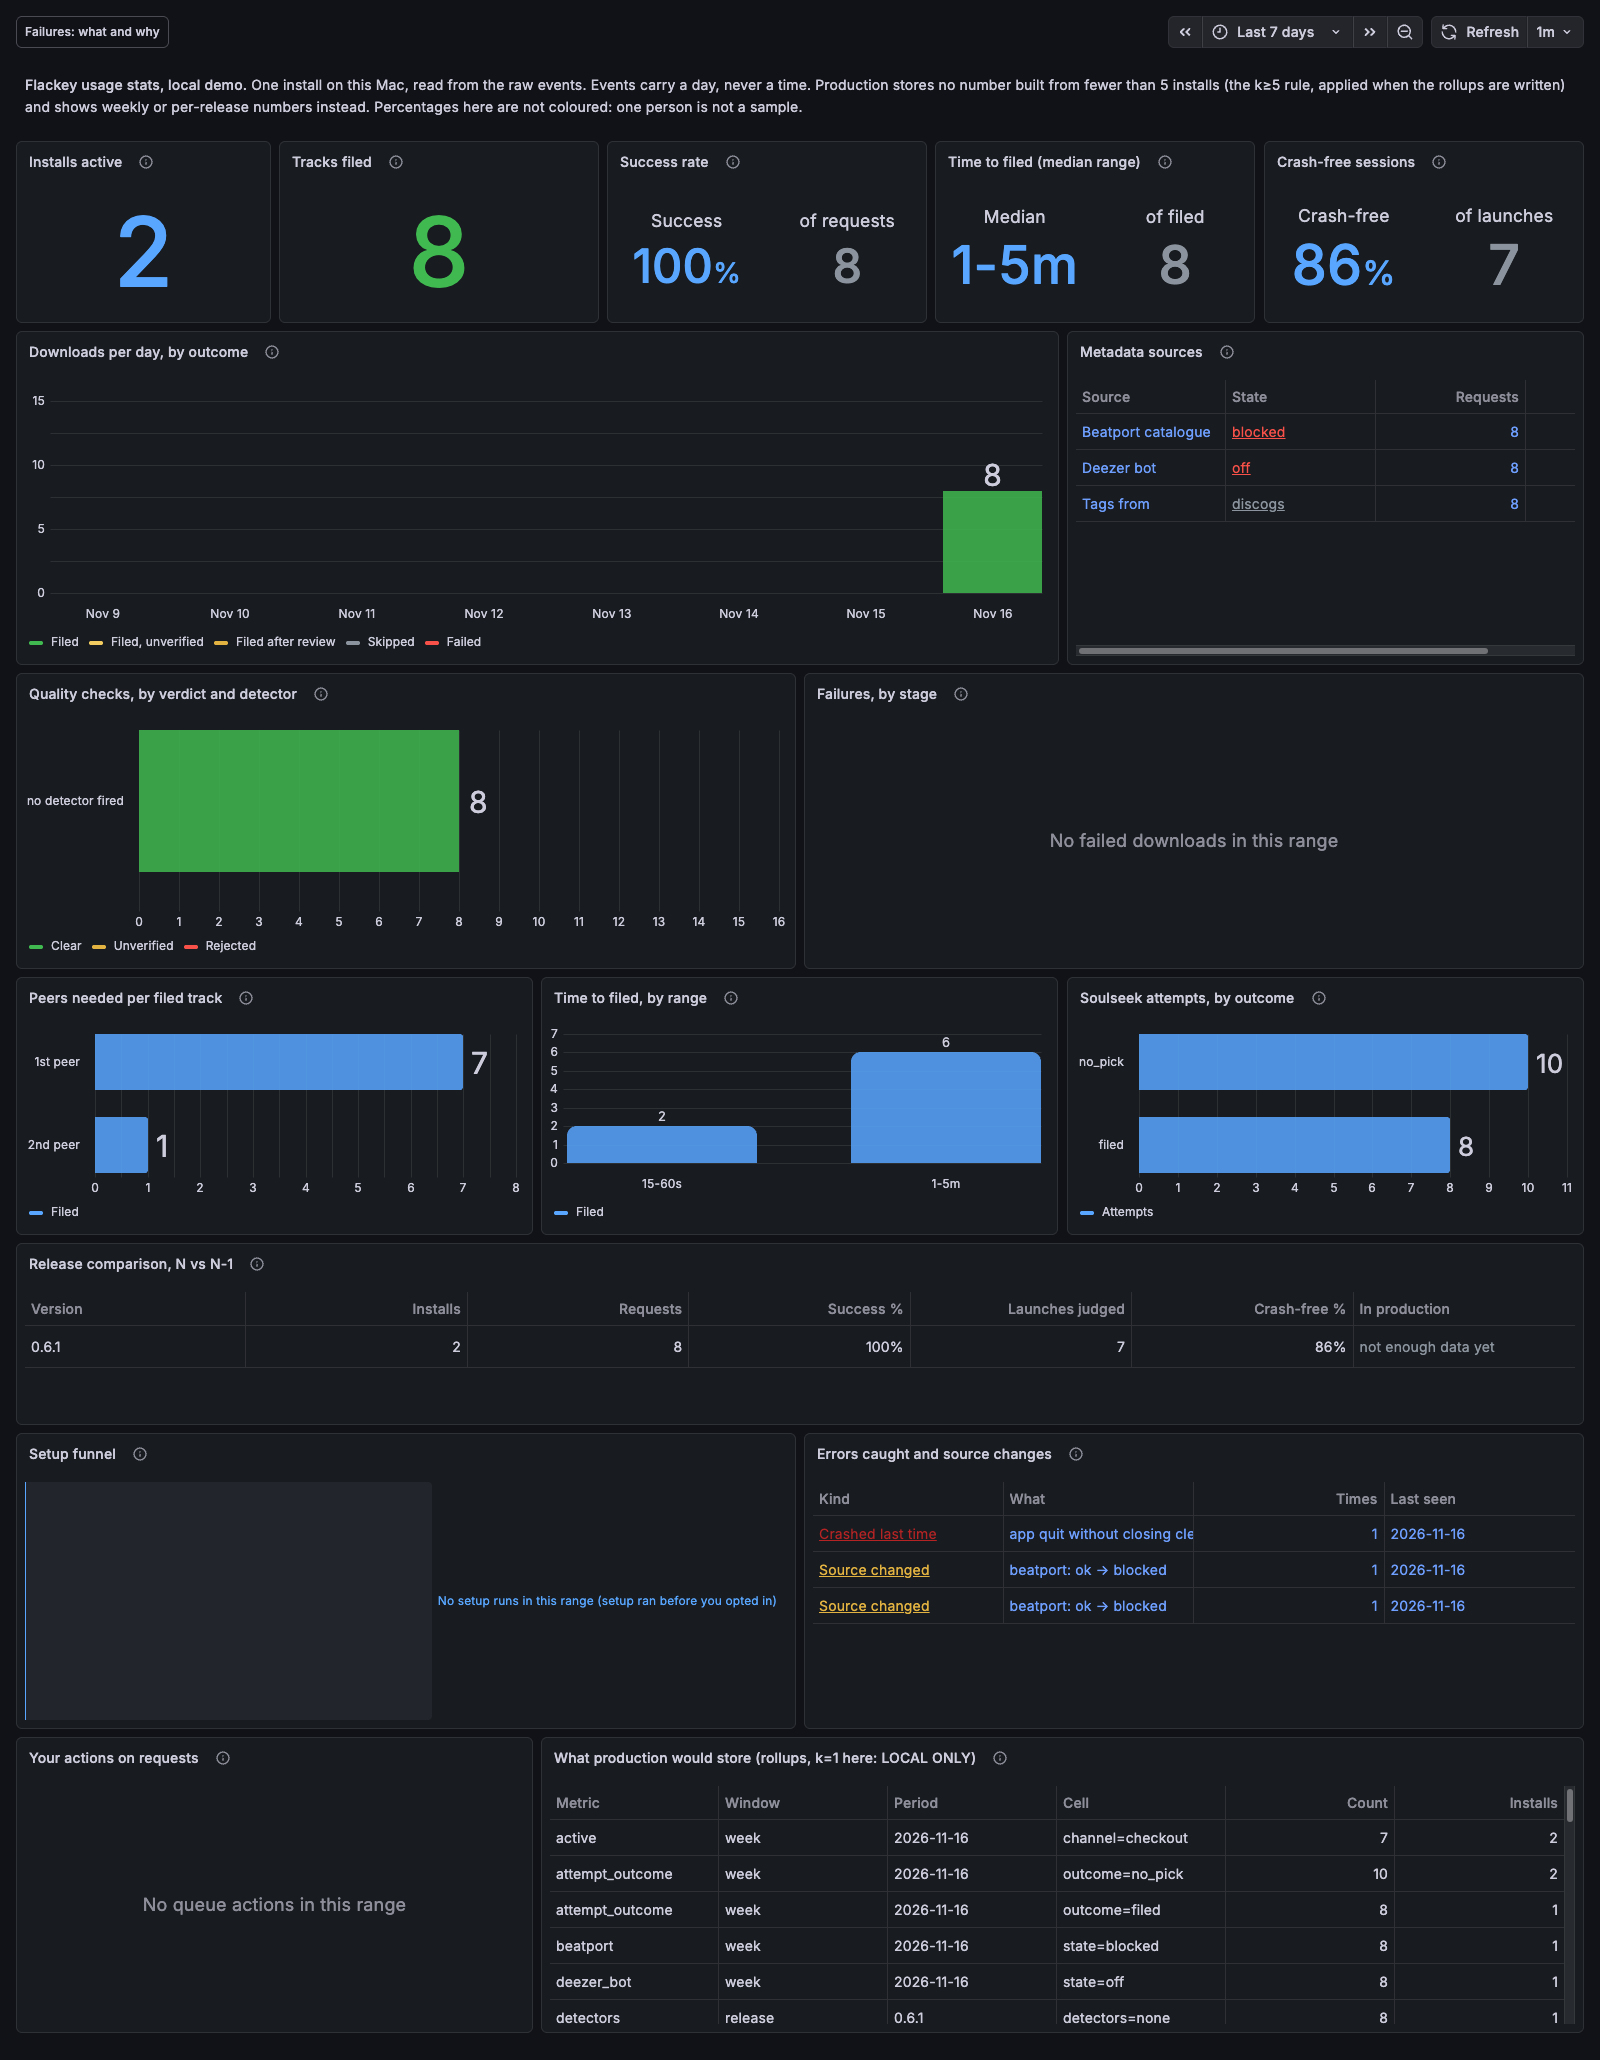 Failures: what and why
Last 7 days
Refresh
1m
Flackey usage stats, local demo. One install on this Mac, read from the raw events. Events carry a day, never a time. Production stores no number built from fewer than 5 installs (the k≥5 rule, applied when the rollups are written)
and shows weekly or per-release numbers instead. Percentages here are not coloured: one person is not a sample.
Installs active
2
Tracks filed
8
Success rate
Success
of requests
100%
8
Time to filed (median range)
Median
of filed
1-5m
8
Crash-free sessions
Crash-free
of launches
86%
7
Downloads per day, by outcome
15
10
5
0
8
Nov 9 Nov 10 Nov 11 Nov 12 Nov 13 Nov 14 Nov 15 Nov 16
Filed Filed, unverified Filed after review Skipped Failed
Metadata sources
Source State Requests
Beatport catalogue blocked 8
Deezer bot off 8
Tags from discogs 8
Quality checks, by verdict and detector
no detector fired
8
0 1 2 3 4 5 6 7 8 9 10 11 12 13 14 15 16
Clear Unverified Rejected
Failures, by stage
No failed downloads in this range
Peers needed per filed track
1st peer 7
2nd peer 1
0 1 2 3 4 5 6 7 8
Filed
Time to filed, by range
7
6
5
4
3
2
1
0
2
6
15-60s 1-5m
Filed
Soulseek attempts, by outcome
no_pick 10
filed 8
0 1 2 3 4 5 6 7 8 9 10 11
Attempts
Release comparison, N vs N-1
Version Installs Requests Success % Launches judged Crash-free % In production
0.6.1 2 8 100% 7 86% not enough data yet
Setup funnel
No setup runs in this range (setup ran before you opted in)
Errors caught and source changes
Kind What Times Last seen
Crashed last time app quit without closing cle 1 2026-11-16
Source changed beatport: ok → blocked 1 2026-11-16
Source changed beatport: ok → blocked 1 2026-11-16
Your actions on requests
No queue actions in this range
What production would store (rollups, k=1 here: LOCAL ONLY)
Metric Window Period Cell Count Installs
active week 2026-11-16 channel=checkout 7 2
attempt_outcome week 2026-11-16 outcome=no_pick 10 2
attempt_outcome week 2026-11-16 outcome=filed 8 1
beatport week 2026-11-16 state=blocked 8 1
deezer_bot week 2026-11-16 state=off 8 1
detectors release 0.6.1 detectors=none 8 1